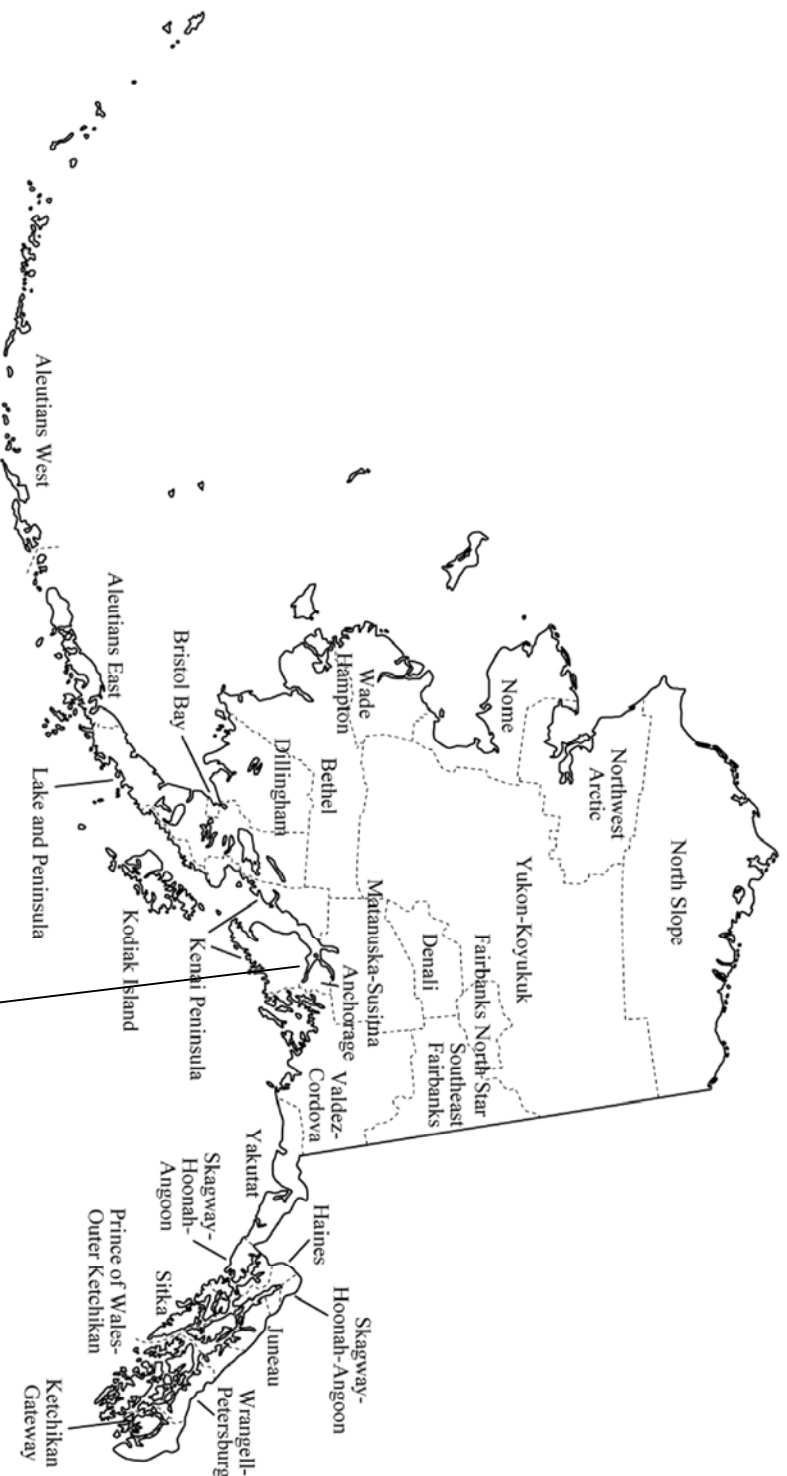 North Slope
Northwest
Arctic
Nome
Yukon-Koyukuk
Fairbanks North Star
Southeast
Fairbanks
Denali
Wade
Hampton
Matanuska-Susitna
Bethel
Anchorage
Valdez-
Cordova
Dillingham
Bristol Bay
Kenai Peninsula
Yakutat
Skagway-
Hoonah-
Angoon
Haines
Skagway-
Hoonah-Angoon
Juneau
Sitka
Wrangell-
Petersburg
Prince of Wales-
Outer Ketchikan
Ketchikan
Gateway
Kodiak Island
Aleutians East
Lake and Peninsula
Aleutians West